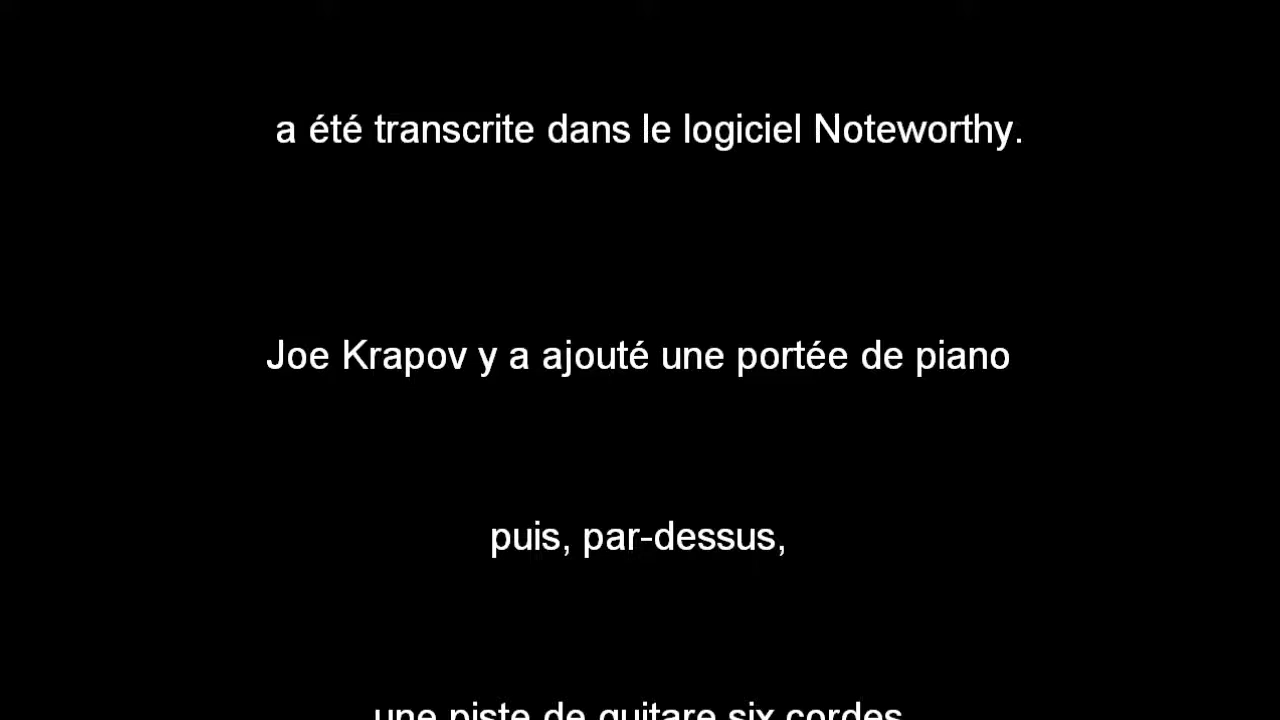 a été transcrite dans le logiciel Noteworthy.
Joe Krapov y a ajouté une portée de piano
puis, par-dessus,
une piste de guitare six cordes